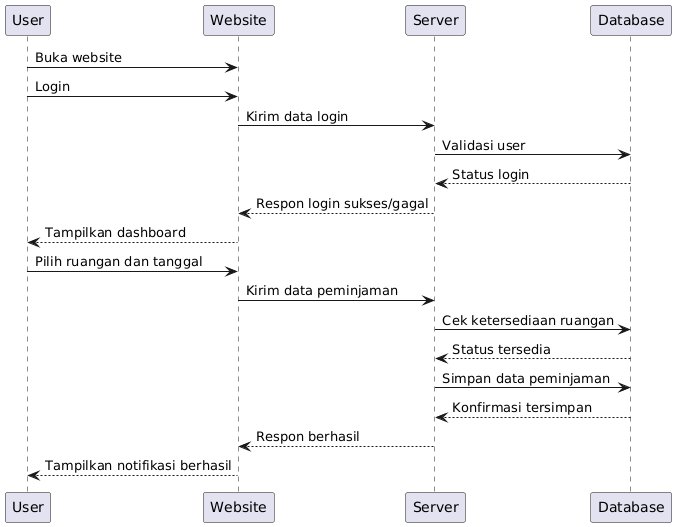 User Website Server Database
Buka website
Login
Kirim data login
Validasi user
Status login
Respon login sukses/gagal
Tampilkan dashboard
Pilih ruangan dan tanggal
Kirim data peminjaman
Cek ketersediaan ruangan
Status tersedia
Simpan data peminjaman
Konfirmasi tersimpan
Respon berhasil
Tampilkan notifikasi berhasil
User Website Server Database